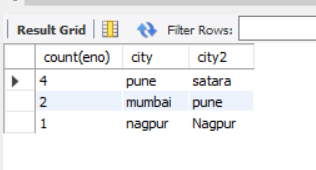 Result Grid Filter Rows:
count(eno) city city2
4 pune satara
2 mumbai pune
1 nagpur Nagpur